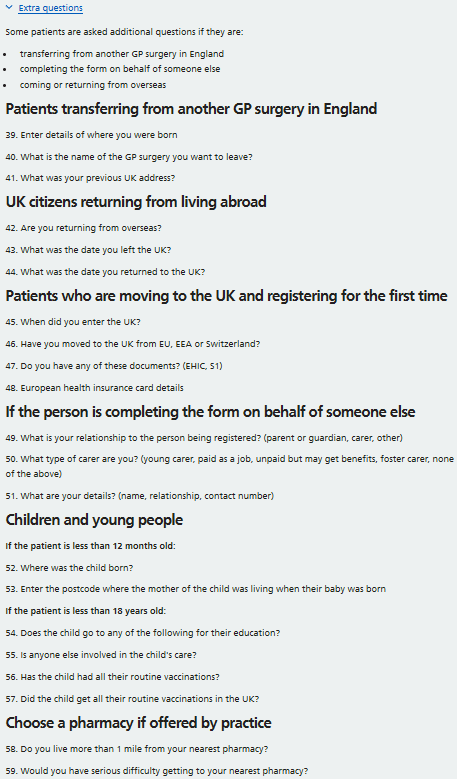 Extra questions
Some patients are asked additional questions if they are:
• transferring from another GP surgery in England
• completing the form on behalf of someone else
• coming or returning from overseas
Patients transferring from another GP surgery in England
39. Enter details of where you were born
40. What is the name of the GP surgery you want to leave?
41. What was your previous UK address?
UK citizens returning from living abroad
42. Are you returning from overseas?
43. What was the date you left the UK?
44. What was the date you returned to the UK?
Patients who are moving to the UK and registering for the first time
45. When did you enter the UK?
46. Have you moved to the UK from EU, EEA or Switzerland?
47. Do you have any of these documents? (EHIC, S1)
48. European health insurance card details
If the person is completing the form on behalf of someone else
49. What is your relationship to the person being registered? (parent or guardian, carer, other)
50. What type of carer are you? (young carer, paid as a job, unpaid but may get benefits, foster carer, none
of the above)
51. What are your details? (name, relationship, contact number)
Children and young people
If the patient is less than 12 months old:
52. Where was the child born?
53. Enter the postcode where the mother of the child was living when their baby was born
If the patient is less than 18 years old:
54. Does the child go to any of the following for their education?
55. Is anyone else involved in the child's care?
56. Has the child had all their routine vaccinations?
57. Did the child get all their routine vaccinations in the UK?
Choose a pharmacy if offered by practice
58. Do you live more than 1 mile from your nearest pharmacy?
59. Would you have serious difficulty getting to your nearest pharmacy?